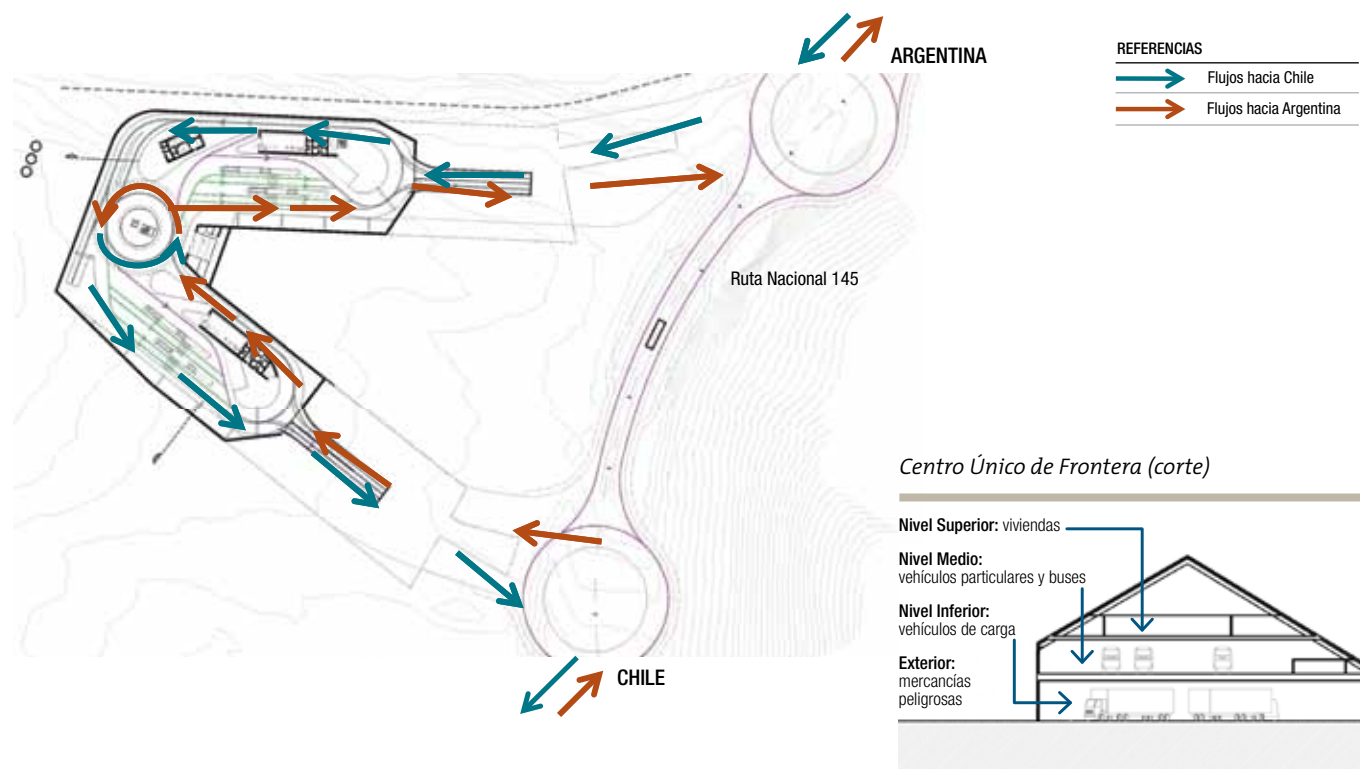 ARGENTINA
REFERENCIAS
Flujos hacia Chile
Flujos hacia Argentina
Ruta Nacional 145
CHILE
Centro Único de Frontera (corte)
Nivel Superior: viviendas
Nivel Medio:
vehículos particulares y buses
Nivel Inferior:
vehículos de carga
Exterior:
mercancías
peligrosas